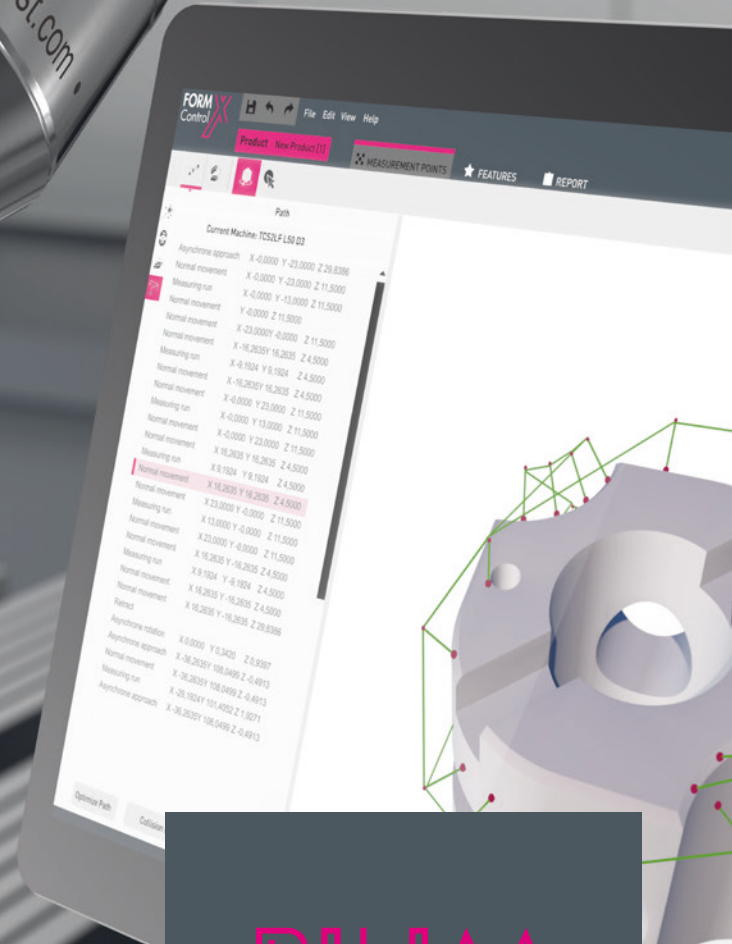 st.com
FORM
Control X
File Edit View Help
Product New Product [1]
MEASUREMENT POINTS
FEATURES
REPORT
Path
Current Machine: TC52LF L50 D3
Asynchrone approach X -0,0000 Y -23,0000 Z 29,8386
Normal movement X -0,0000 Y -23,0000 Z 11,5000
Measuring run X -0,0000 Y -13,0000 Z 11,5000
Normal movement Y -0,0000 Z 11,5000
Normal movement X -23,0000Y -0,0000 Z 11,5000
Normal movement X -16,2635Y 16,2635 Z 4,5000
Measuring run X -9,1924 Y 9,1924 Z 4,5000
Normal movement X -16,2635 Y 16,2635 Z 4,5000
Normal movement X -0,0000 Y 23,0000 Z 11,5000
Measuring run X -0,0000 Y 13,0000 Z 11,5000
Normal movement X -0,0000 Y 23,0000 Z 11,5000
Normal movement X 16,2635 Y 16,2635 Z 4,5000
Measuring run X 9,1924 Y 9,1924 Z 4,5000
Normal movement X 16,2635 Y 16,2635 Z 4,5000
Normal movement X 23,0000 Y -0,0000 Z 11,5000
Measuring run X 13,0000 Y -0,0000 Z 11,5000
Normal movement X 23,0000 Y -0,0000 Z 11,5000
Normal movement X 16,2635 Y -16,2635 Z 4,5000
Measuring run X 9,1924 Y -9,1924 Z 4,5000
Normal movement X 16,2635 Y -16,2635 Z 4,5000
Normal movement X 16,2635 Y -16,2635 Z 29,8386
Retract
Asynchrone rotation X 0,0000 Y 0,3420 Z 0,9397
Asynchrone approach X -36,2635Y 108,0499 Z -0,4913
Normal movement X -36,2635Y 108,0499 Z -0,4913
Measuring run X -29,1924Y 101,4052 Z 1,9271
Asynchrone approach X -36,2635Y 108,0499 Z -0,4913
Optimize Path
Collision